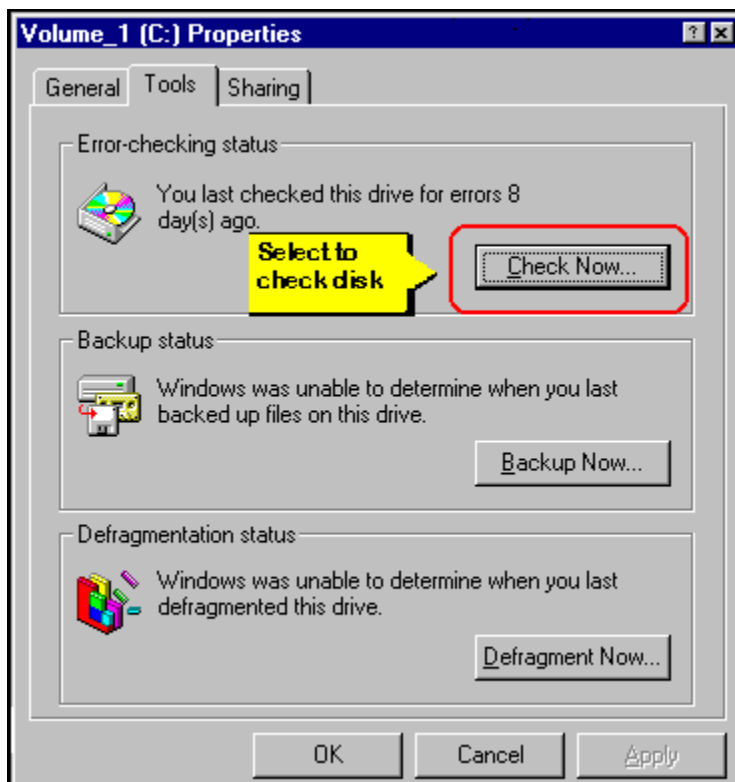 Volume_1 (C:) Properties
General Tools Sharing
Error-checking status
You last checked this drive for errors 8
day(s) ago.
Select to
check disk
Check Now...
Backup status
Windows was unable to determine when you last
backed up files on this drive.
Backup Now...
Defragmentation status
Windows was unable to determine when you last
defragmented this drive.
Defragment Now...
OK Cancel Apply